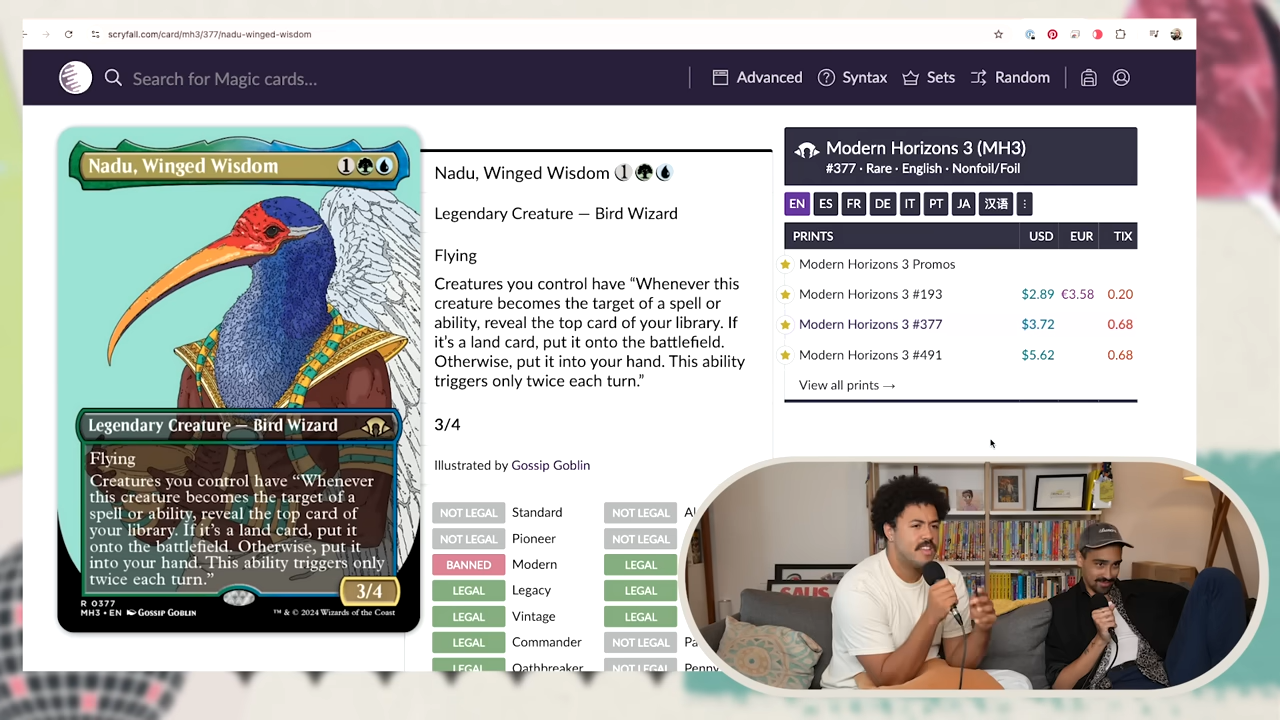 scryfall.com/card/mh3/377/nadu-winged-wisdom
Search for Magic cards...
Advanced
Syntax
Sets
Random
Nadu, Winged Wisdom 1
Legendary Creature — Bird Wizard
Flying
Creatures you control have “Whenever
this creature becomes the target of a
spell or ability, reveal the top card of
your library. If it's a land card, put it
onto the battlefield. Otherwise, put it
into your hand. This ability triggers only
twice each turn.”
3/4
R 0377
MH3 • EN GOSSIP GOBLIN
™ & © 2024 Wizards of the Coast
Nadu, Winged Wisdom 1
Legendary Creature — Bird Wizard
Flying
Creatures you control have “Whenever this
creature becomes the target of a spell or
ability, reveal the top card of your library. If
it's a land card, put it onto the battlefield.
Otherwise, put it into your hand. This ability
triggers only twice each turn.”
3/4
Illustrated by Gossip Goblin
NOT LEGAL Standard NOT LEGAL
NOT LEGAL Pioneer NOT LEGAL
BANNED Modern LEGAL
LEGAL Legacy LEGAL
LEGAL Vintage LEGAL
LEGAL Commander NOT LEGAL Pa
LEGAL Oathbreaker NOT LEGAL Penny
Modern Horizons 3 (MH3)
#377 · Rare · English · Nonfoil/Foil
EN ES FR DE IT PT JA 汉语
PRINTS USD EUR TIX
Modern Horizons 3 Promos
Modern Horizons 3 #193 $2.89 €3.58 0.20
Modern Horizons 3 #377 $3.72 0.68
Modern Horizons 3 #491 $5.62 0.68
View all prints →